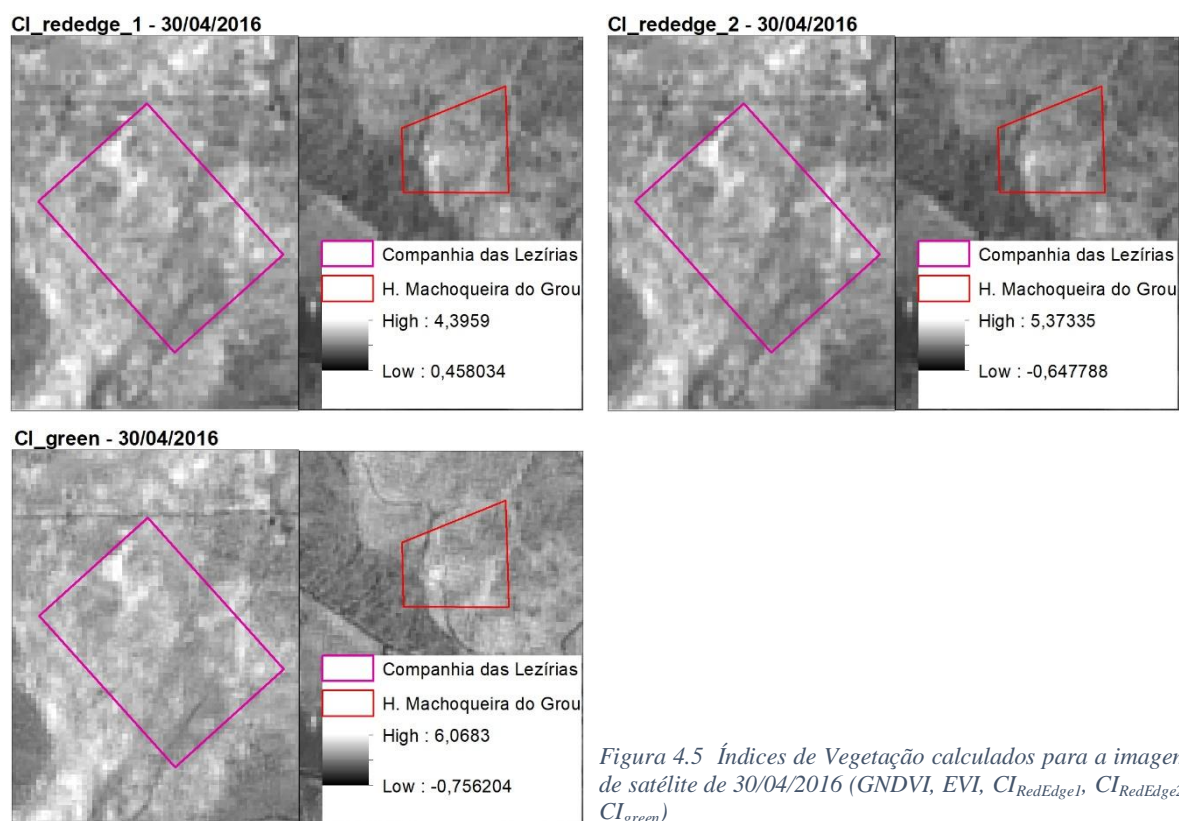 CI_rededge_1 - 30/04/2016
Companhia das Lezírias
H. Machoqueira do Grou
High : 4,3959
Low : 0,458034
CI_rededge_2 - 30/04/2016
Companhia das Lezírias
H. Machoqueira do Grou
High : 5,37335
Low : -0,647788
CI_green - 30/04/2016
Companhia das Lezírias
H. Machoqueira do Grou
High : 6,0683
Low : -0,756204
Figura 4.5 Índices de Vegetação calculados para a imagem
de satélite de 30/04/2016 (GNDVI, EVI, CIRedEdge1, CIRedEdge2
CIgreen)